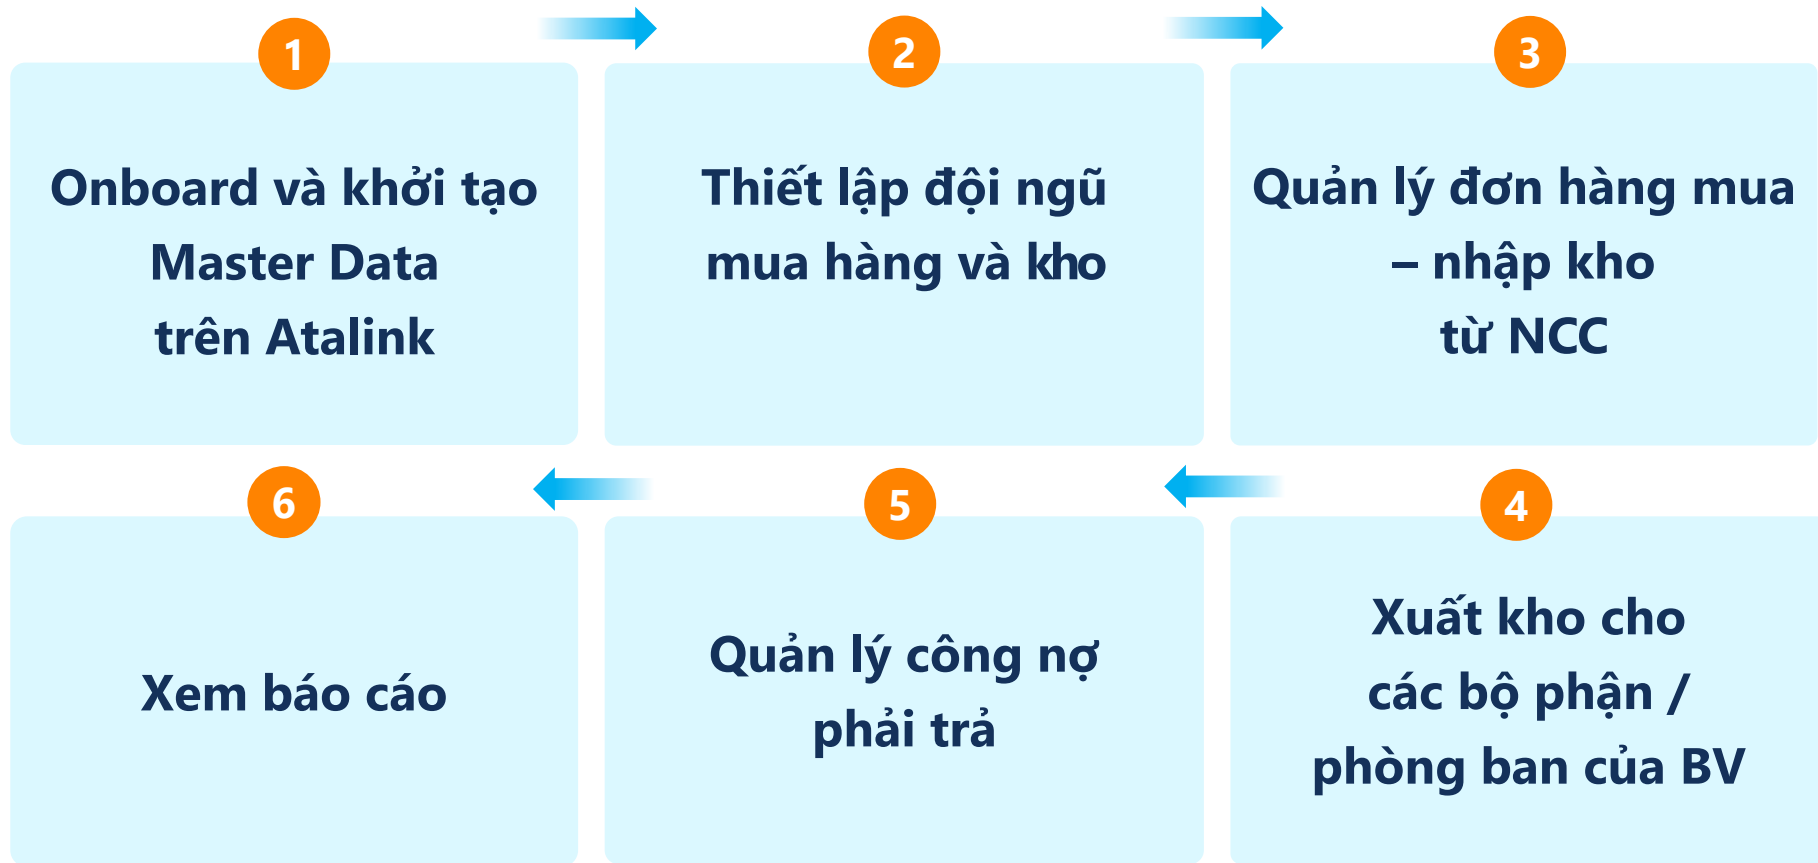 1
Onboard và khởi tạo
Master Data
trên Atalink
2
Thiết lập đội ngũ
mua hàng và kho
3
Quản lý đơn hàng mua
– nhập kho
từ NCC
4
Xuất kho cho
các bộ phận /
phòng ban của BV
5
Quản lý công nợ
phải trả
6
Xem báo cáo